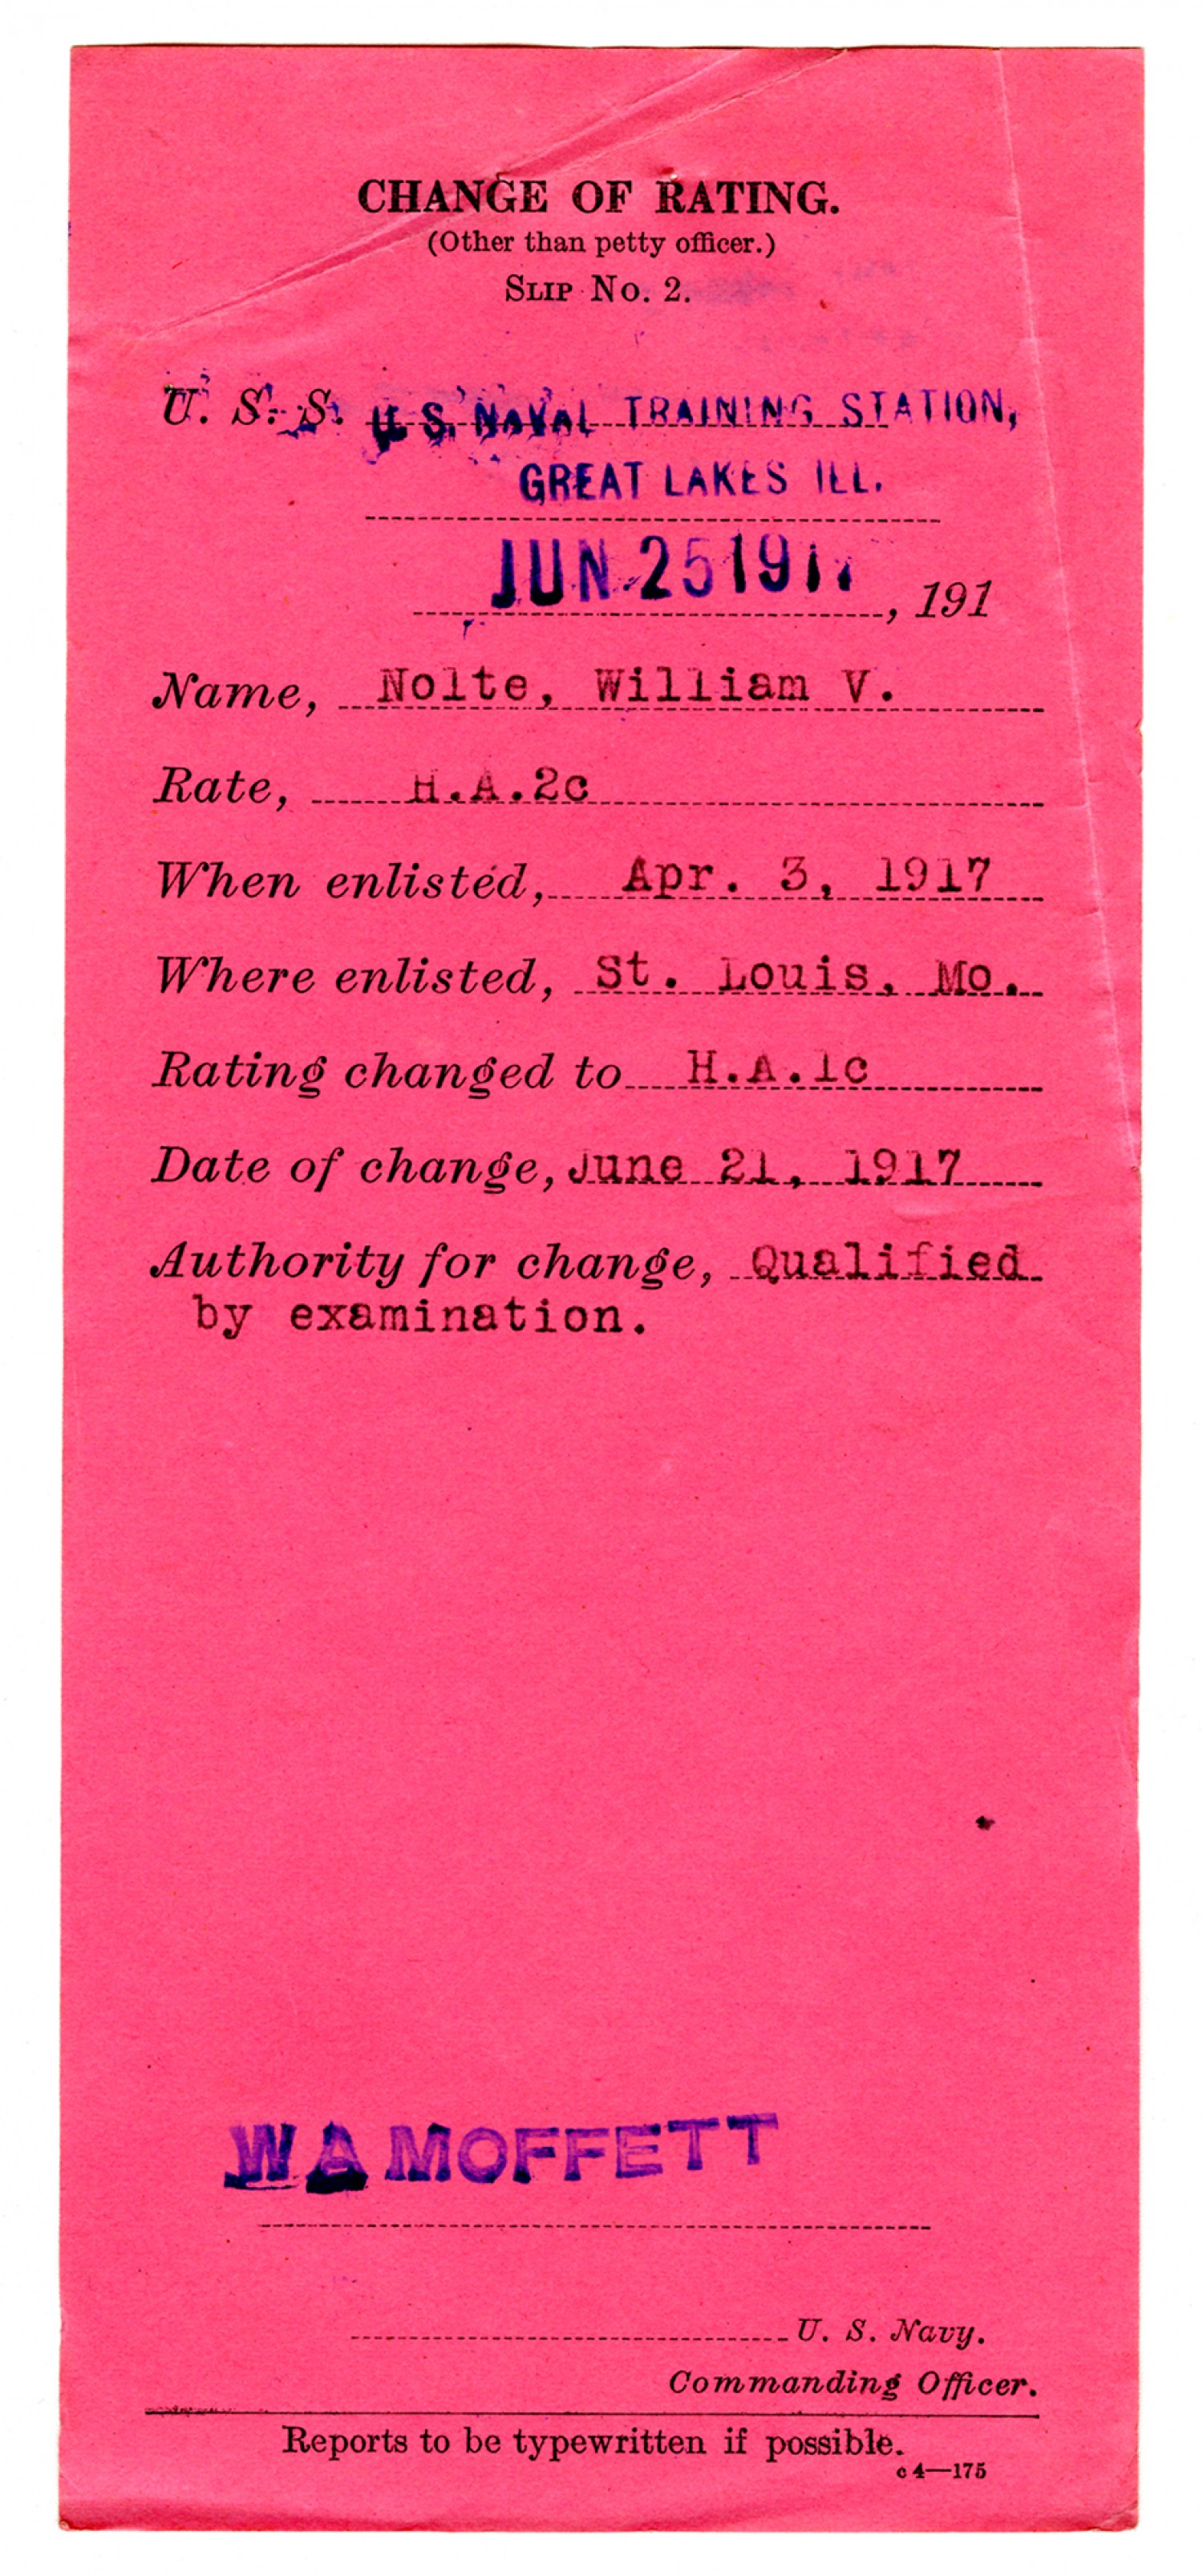 CHANGE OF RATING.
(Other than petty officer.)
SLIP No. 2.
U. S. S. U. S. NAVAL TRAINING STATION,
GREAT LAKES ILL.
JUN 25 1917, 191
Name, Nolte, William V.
Rate, H.A.2c
When enlisted, Apr. 3, 1917
Where enlisted, St. Louis, Mo.
Rating changed to H.A.1c
Date of change, June 21, 1917
Authority for change, Qualified
by examination.
W A MOFFETT
U. S. Navy.
Commanding Officer.
Reports to be typewritten if possible.
c 4—175